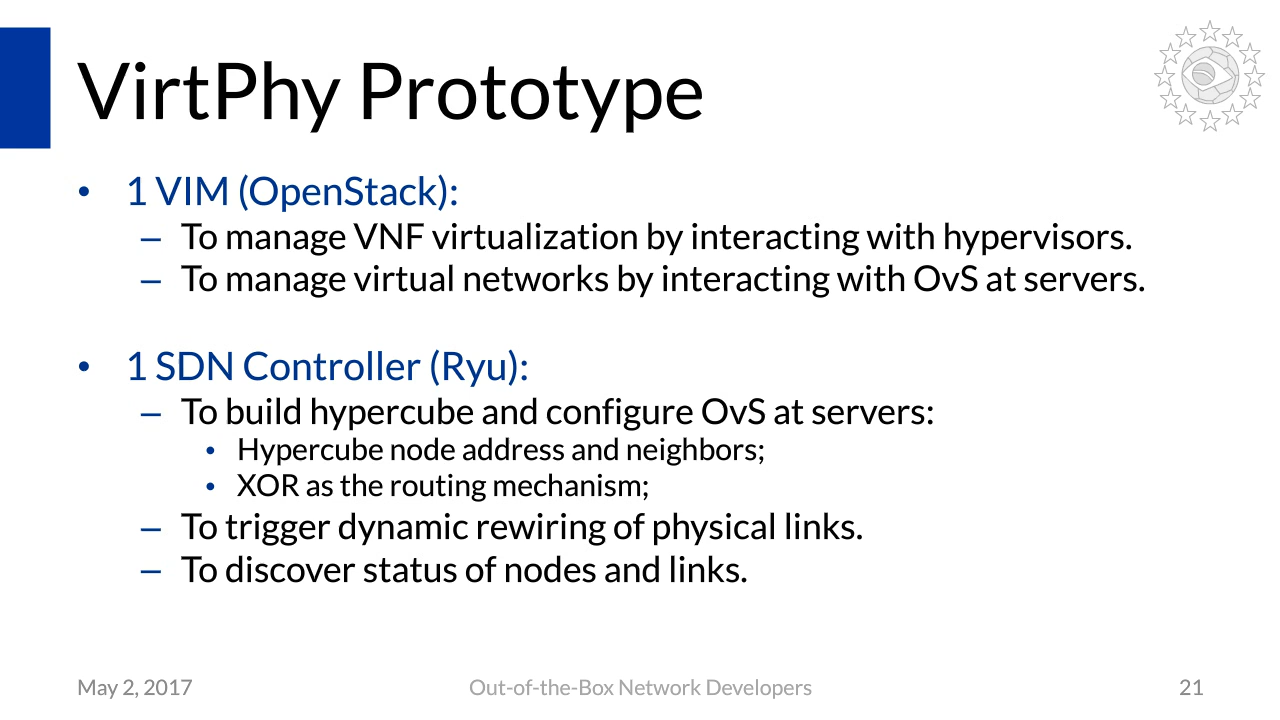 VirtPhy Prototype
• 1 VIM (OpenStack):
– To manage VNF virtualization by interacting with hypervisors.
– To manage virtual networks by interacting with OvS at servers.
• 1 SDN Controller (Ryu):
– To build hypercube and configure OvS at servers:
• Hypercube node address and neighbors;
• XOR as the routing mechanism;
– To trigger dynamic rewiring of physical links.
– To discover status of nodes and links.
May 2, 2017
Out-of-the-Box Network Developers
21